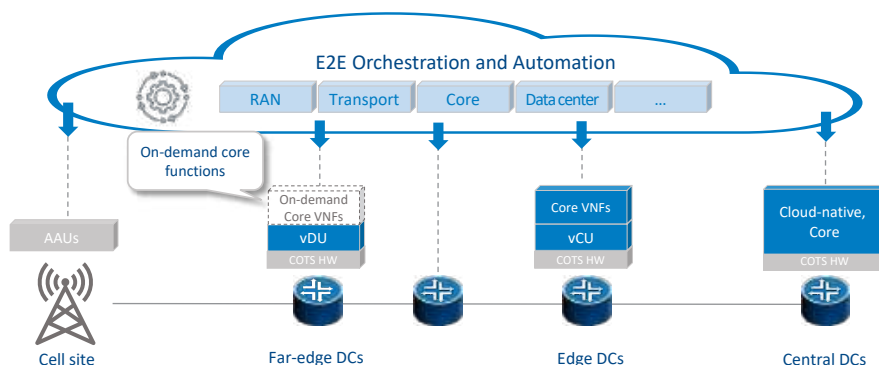 E2E Orchestration and Automation
RAN
Transport
Core
Data center
...
On-demand core
functions
On-demand
Core VNFs
vDU
COTS HW
AAUs
Core VNFs
vCU
COTS HW
Cloud-native,
Core
COTS HW
Cell site
Far-edge DCs
Edge DCs
Central DCs